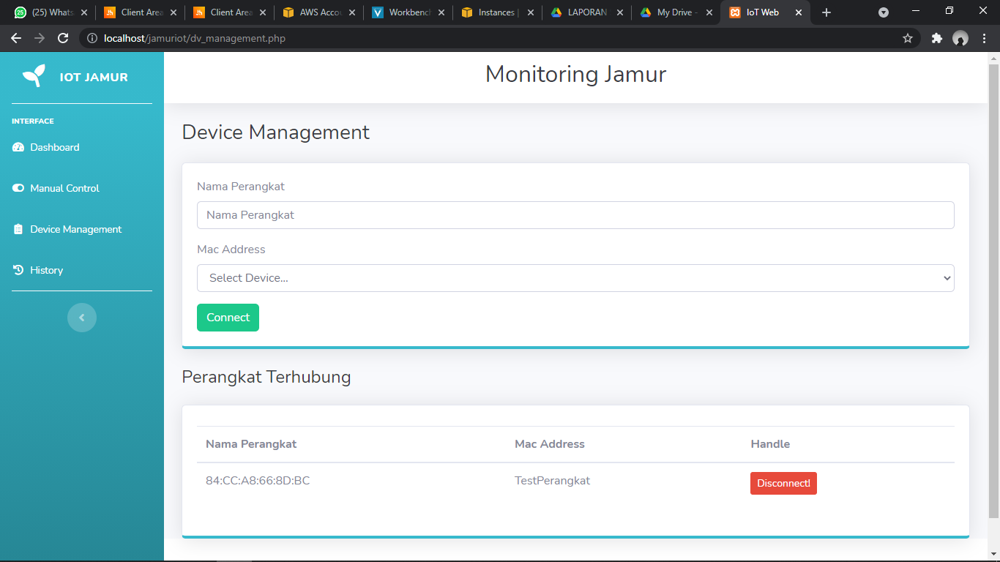 (25) Whats
Client Area
Client Area
AWS Accou
Workbench
Instances |
LAPORAN
My Drive -
IoT Web
localhost/jamuriot/dv_management.php
IOT JAMUR
INTERFACE
Dashboard
Manual Control
Device Management
History
Monitoring Jamur
Device Management
Nama Perangkat
Nama Perangkat
Mac Address
Select Device...
Connect
Perangkat Terhubung
Nama Perangkat Mac Address Handle
84:CC:A8:66:8D:BC TestPerangkat Disconnect!